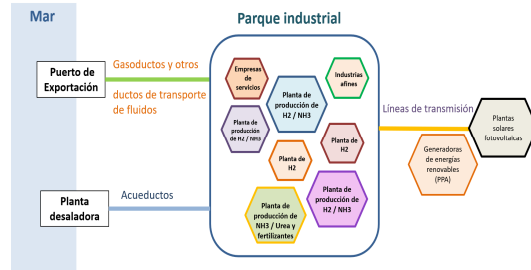 Mar
Parque industrial
Puerto de
Exportación
Gasoductos y otros
ductos de transporte
de fluidos
Empresas
de
servicios
Industrias
afines
Planta de
producción de
H2 / NH3
Planta de
producción
de H2 / NH3
Planta de
H2
Planta de
H2
Planta de
producción de
H2 / NH3
Planta de
producción de
NH3 / Urea y
fertilizantes
Líneas de transmisión
Plantas
solares
fotovoltaicas
Generadoras
de energías
renovables
(PPA)
Planta
desaladora
Acueductos